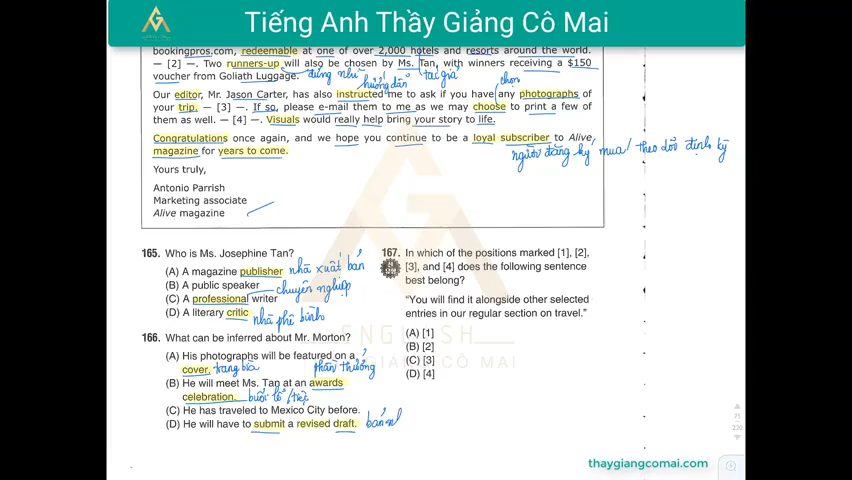 Tiếng Anh Thầy Giảng Cô Mai
bookingpros.com, redeemable at one of over 2,000 hotels and resorts around the world.
— [2] —. Two runners-up will also be chosen by Ms. Tan, with winners receiving a $150
voucher from Goliath Luggage.
đứng nhì
hướng dẫn
tác giả
chọn
Our editor, Mr. Jason Carter, has also instructed me to ask if you have any photographs of
your trip. — [3] —. If so, please e-mail them to me as we may choose to print a few of
them as well. — [4] —. Visuals would really help bring your story to life.
Congratulations once again, and we hope you continue to be a loyal subscriber to Alive
magazine for years to come.
người đăng ký mua / theo dõi định kỳ
Yours truly,
Antonio Parrish
Marketing associate
Alive magazine
165. Who is Ms. Josephine Tan?
(A) A magazine publisher nhà xuất bản
(B) A public speaker
chuyên nghiệp
(C) A professional writer
(D) A literary critic nhà phê bình
166. What can be inferred about Mr. Morton?
(A) His photographs will be featured on a
cover. trang bìa
phần thưởng
(B) He will meet Ms. Tan at an awards
celebration. buổi lễ / tiệc
(C) He has traveled to Mexico City before.
(D) He will have to submit a revised draft. bản
167. In which of the positions marked [1], [2],
[3], and [4] does the following sentence
best belong?
"You will find it alongside other selected
entries in our regular section on travel."
(A) [1]
(B) [2]
(C) [3]
(D) [4]
ENGLISH
THẦY GIẢNG CÔ MAI
75
220
thaygiangcomai.com